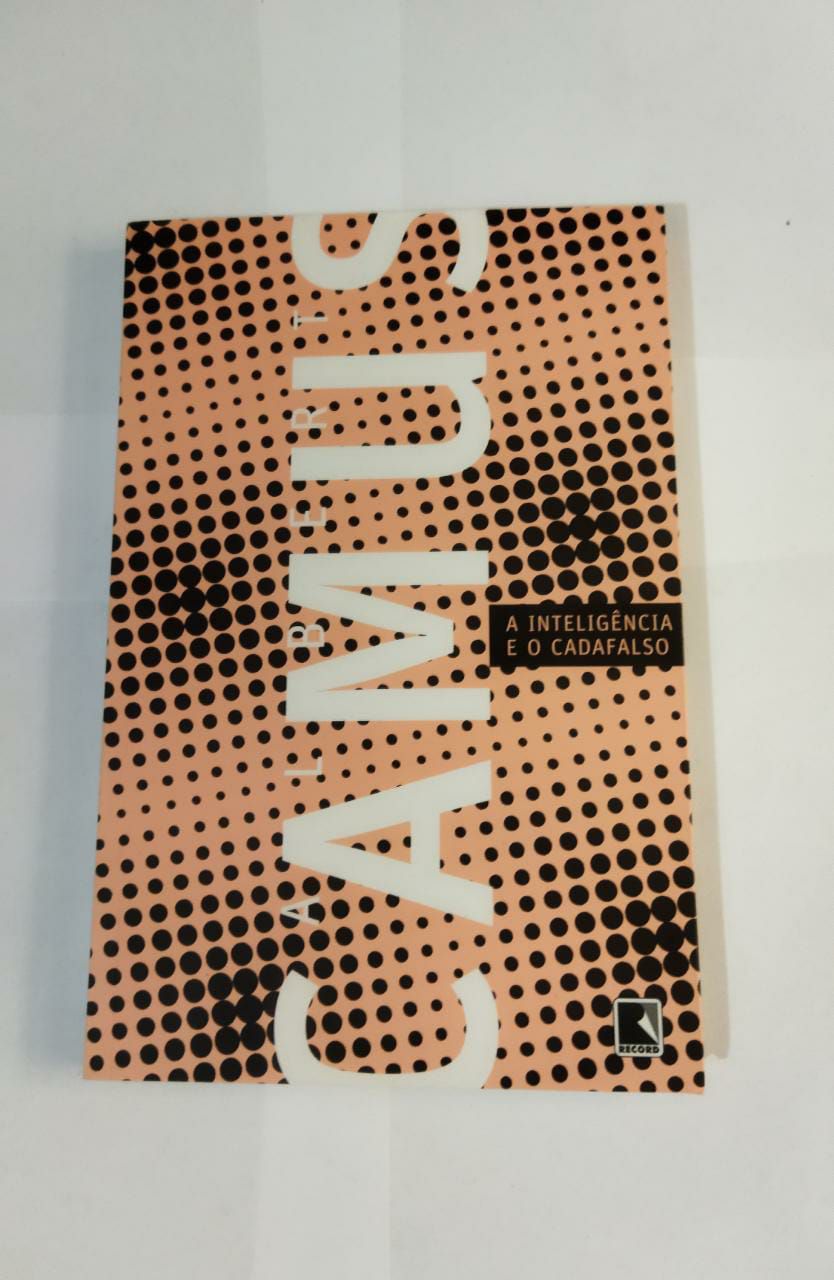 ALBERT
CAMUS
A INTELIGÊNCIA
E O CADAFALSO
RECORD